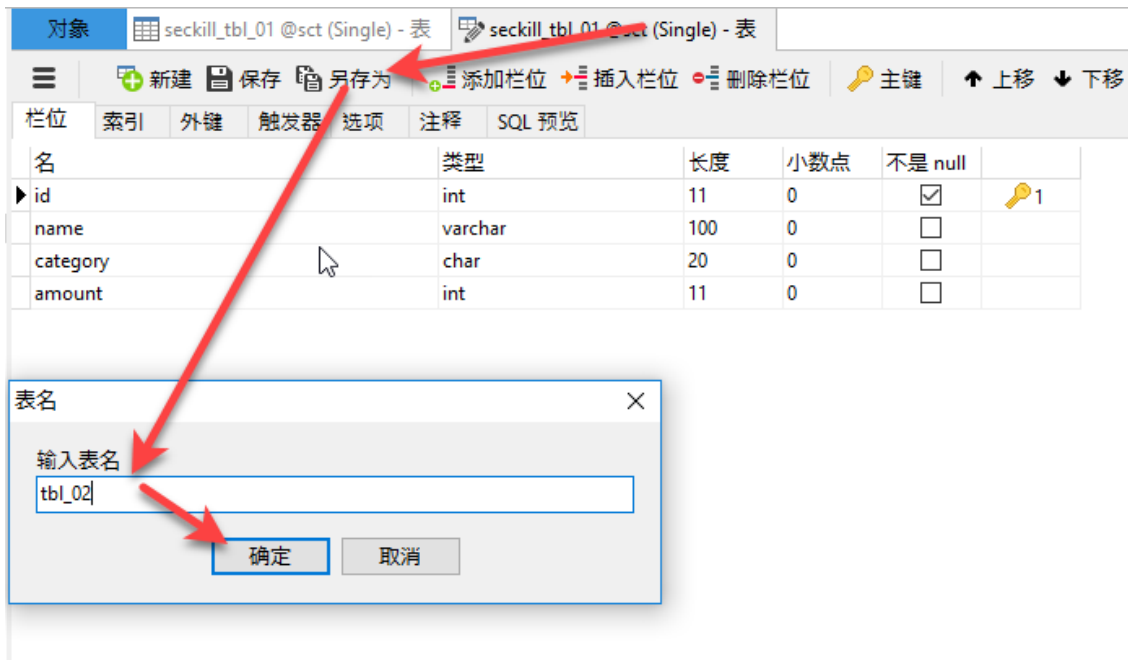 对象 seckill_tbl_01 @sct (Single) - 表 seckill_tbl_01 @sct (Single) - 表
新建 保存 另存为 添加栏位 插入栏位 删除栏位 主键 上移 下移
栏位 索引 外键 触发器 选项 注释 SQL 预览
名 类型 长度 小数点 不是 null
id int 11 0 1
name varchar 100 0
category char 20 0
amount int 11 0
表名
输入表名
tbl_02
确定 取消